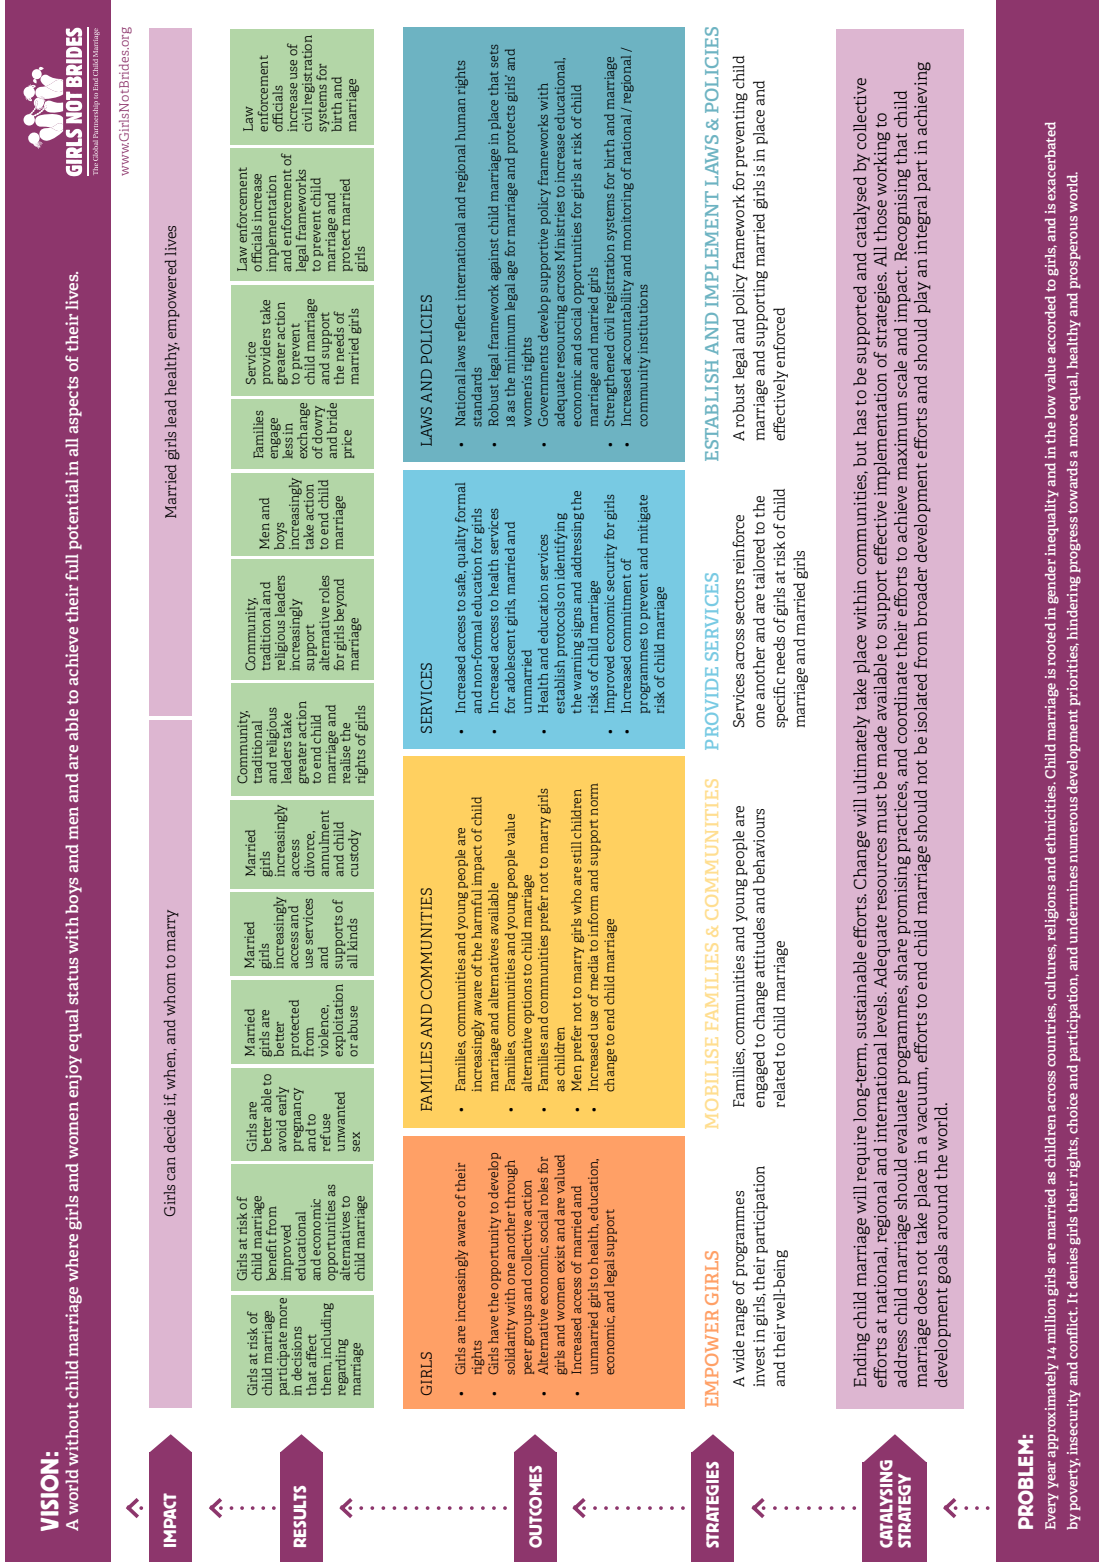 VISION:
A world without child marriage where girls and women enjoy equal status with boys and men and are able to achieve their full potential in all aspects of their lives.
GIRLS NOT BRIDES
The Global Partnership to End Child Marriage
www.GirlsNotBrides.org
IMPACT
Girls can decide if, when, and whom to marry
Married girls lead healthy, empowered lives
RESULTS
Girls at risk of
child marriage
participate more
in decisions
that affect
them, including
regarding
marriage
Girls at risk of
child marriage
benefit from
improved
educational
and economic
opportunities as
alternatives to
child marriage
Girls are
better able to
avoid early
pregnancy
and to
refuse
unwanted
sex
Married
girls are
better
protected
from
violence,
exploitation
or abuse
Married
girls
increasingly
access and
use services
and
supports of
all kinds
Married
girls
increasingly
access
divorce,
annulment
and child
custody
Community,
traditional
and religious
leaders take
greater action
to end child
marriage and
realise the
rights of girls
Community,
traditional and
religious leaders
increasingly
support
alternative roles
for girls beyond
marriage
Men and
boys
increasingly
take action
to end child
marriage
Families
engage
less in
exchange
of dowry
and bride
price
Service
providers take
greater action
to prevent
child marriage
and support
the needs of
married girls
Law enforcement
officials increase
implementation
and enforcement of
legal frameworks
to prevent child
marriage and
protect married
girls
Law
enforcement
officials
increase use of
civil registration
systems for
birth and
marriage
OUTCOMES
GIRLS
• Girls are increasingly aware of their
rights
• Girls have the opportunity to develop
solidarity with one another through
peer groups and collective action
• Alternative economic, social roles for
girls and women exist and are valued
• Increased access of married and
unmarried girls to health, education,
economic, and legal support
FAMILIES AND COMMUNITIES
• Families, communities and young people are
increasingly aware of the harmful impact of child
marriage and alternatives available
• Families, communities and young people value
alternative options to child marriage
• Families and communities prefer not to marry girls
as children
• Men prefer not to marry girls who are still children
• Increased use of media to inform and support norm
change to end child marriage
SERVICES
• Increased access to safe, quality formal
and non-formal education for girls
• Increased access to health services
for adolescent girls, married and
unmarried
• Health and education services
establish protocols on identifying
the warning signs and addressing the
risks of child marriage
• Improved economic security for girls
• Increased commitment of
programmes to prevent and mitigate
risk of child marriage
LAWS AND POLICIES
• National laws reflect international and regional human rights
standards
• Robust legal framework against child marriage in place that sets
18 as the minimum legal age for marriage and protects girls' and
women's rights
• Governments develop supportive policy frameworks with
adequate resourcing across Ministries to increase educational,
economic and social opportunities for girls at risk of child
marriage and married girls
• Strengthened civil registration systems for birth and marriage
• Increased accountability and monitoring of national / regional /
community institutions
STRATEGIES
EMPOWER GIRLS
A wide range of programmes
invest in girls, their participation
and their well-being
MOBILISE FAMILIES & COMMUNITIES
Families, communities and young people are
engaged to change attitudes and behaviours
related to child marriage
PROVIDE SERVICES
Services across sectors reinforce
one another and are tailored to the
specific needs of girls at risk of child
marriage and married girls
ESTABLISH AND IMPLEMENT LAWS & POLICIES
A robust legal and policy framework for preventing child
marriage and supporting married girls is in place and
effectively enforced
CATALYSING
STRATEGY
Ending child marriage will require long-term, sustainable efforts. Change will ultimately take place within communities, but has to be supported and catalysed by collective
efforts at national, regional and international levels. Adequate resources must be made available to support effective implementation of strategies. All those working to
address child marriage should evaluate programmes, share promising practices, and coordinate their efforts to achieve maximum scale and impact. Recognising that child
marriage does not take place in a vacuum, efforts to end child marriage should not be isolated from broader development efforts and should play an integral part in achieving
development goals around the world.
PROBLEM:
Every year approximately 14 million girls are married as children across countries, cultures, religions and ethnicities. Child marriage is rooted in gender inequality and in the low value accorded to girls, and is exacerbated
by poverty, insecurity and conflict. It denies girls their rights, choice and participation, and undermines numerous development priorities, hindering progress towards a more equal, healthy and prosperous world.